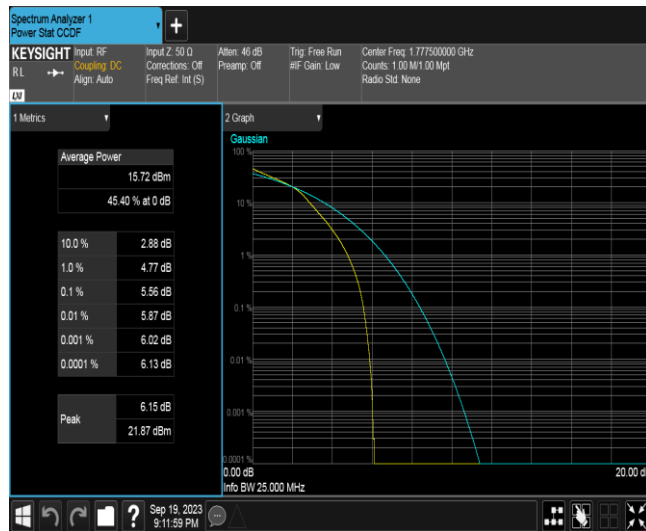 Spectrum Analyzer 1
Power Stat CCDF
+
KEYSIGHT
RL
LXI
Input: RF
Coupling: DC
Align: Auto
Input Z: 50 Ω
Corrections: Off
Freq Ref: Int (S)
Atten: 46 dB
Preamp: Off
Trig: Free Run
#IF Gain: Low
Center Freq: 1.777500000 GHz
Counts: 1.00 M/1.00 Mpt
Radio Std: None
1 Metrics
Average Power
15.72 dBm
45.40 % at 0 dB
10.0 % 2.88 dB
1.0 % 4.77 dB
0.1 % 5.56 dB
0.01 % 5.87 dB
0.001 % 6.02 dB
0.0001 % 6.13 dB
Peak
6.15 dB
21.87 dBm
2 Graph
Gaussian
100 %
10 %
1 %
0.1 %
0.01 %
0.001 %
0.0001 %
0.00 dB 20.00 d
Info BW 25.000 MHz
?
Sep 19, 2023
9:11:59 PM